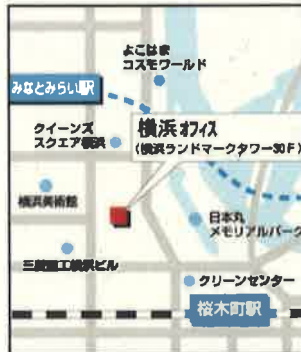 よこはま
コスモワールド
みなとみらい駅
クイーンズ
スクエア横浜
横浜オフィス
(横浜ランドマークタワー30F)
横浜美術館
日本丸
メモリアルパーク
三菱重工横浜ビル
クリーンセンター
桜木町駅